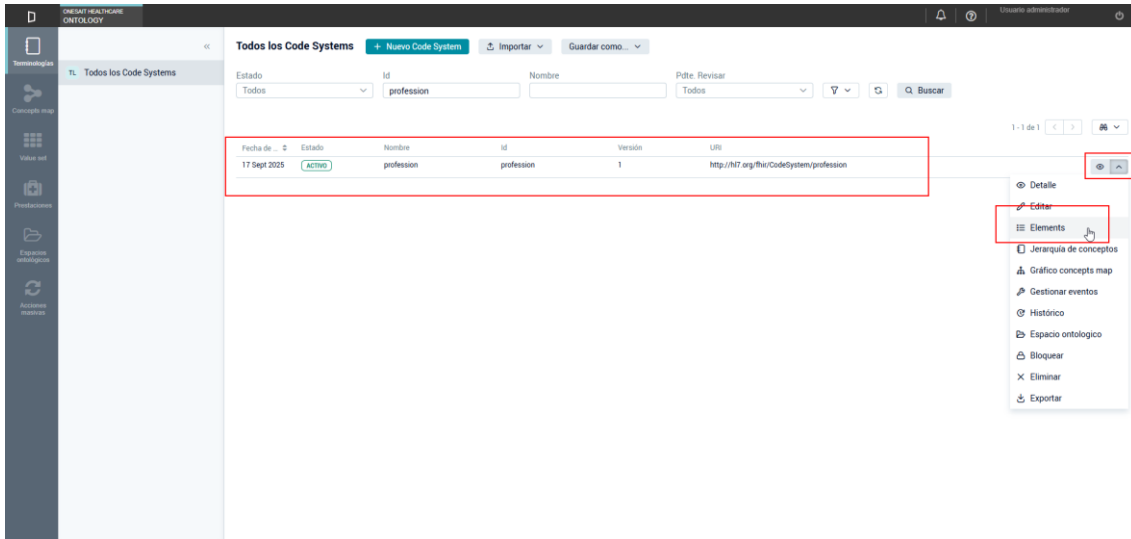 ONESAIT HEALTHCARE
ONTOLOGY
Usuario administrador
Terminologías
Concepts map
Value set
Prestaciones
Espacios
ontológicos
Acciones
masivas
TL Todos los Code Systems
Todos los Code Systems
+ Nuevo Code System
Importar
Guardar como...
Estado
Id
Nombre
Pdte. Revisar
Todos
profession
Todos
Buscar
1 - 1 de 1
Fecha de ... Estado Nombre Id Versión URI
17 Sept 2025 ACTIVO profession profession 1 http://hl7.org/fhir/CodeSystem/profession
Detalle
Editar
Elements
Jerarquía de conceptos
Gráfico concepts map
Gestionar eventos
Histórico
Espacio ontologico
Bloquear
Eliminar
Exportar